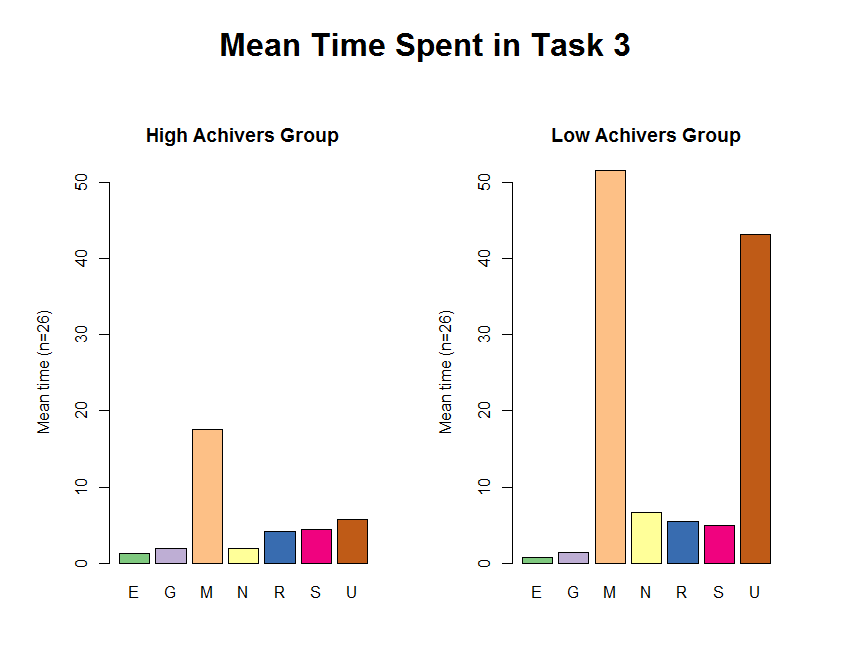 Mean Time Spent in Task 3
High Achivers Group
Mean time (n=26)
50
40
30
20
10
0
E G M N R S U
Low Achivers Group
Mean time (n=26)
50
40
30
20
10
0
E G M N R S U